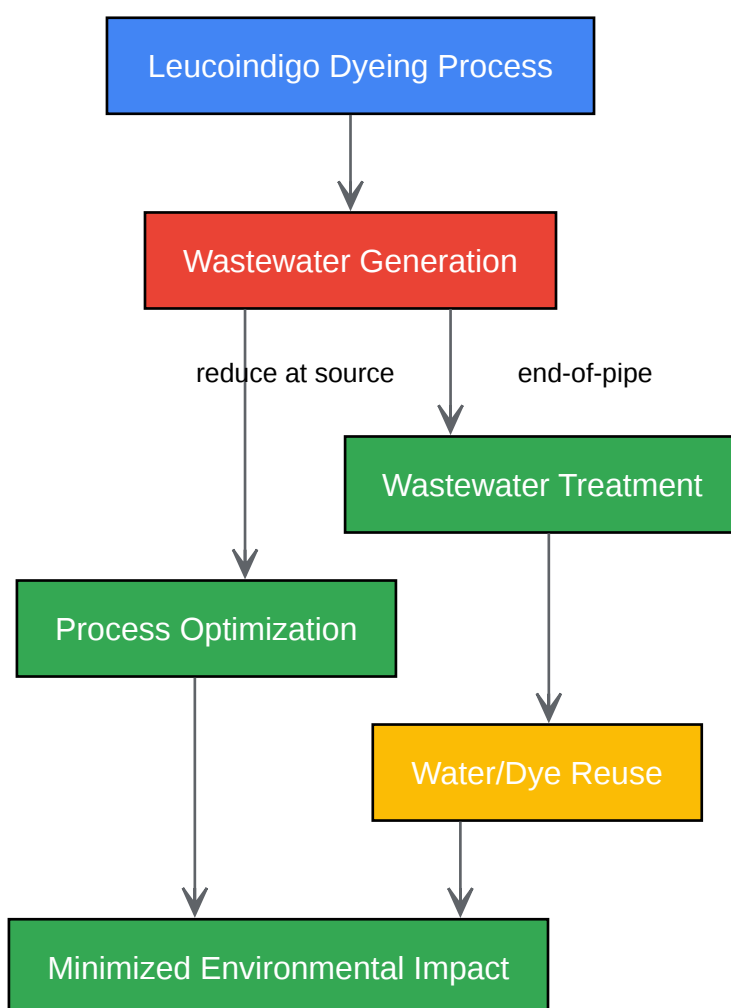 Leucoindigo Dyeing Process
Wastewater Generation
reduce at source
end-of-pipe
Wastewater Treatment
Process Optimization
Water/Dye Reuse
Minimized Environmental Impact